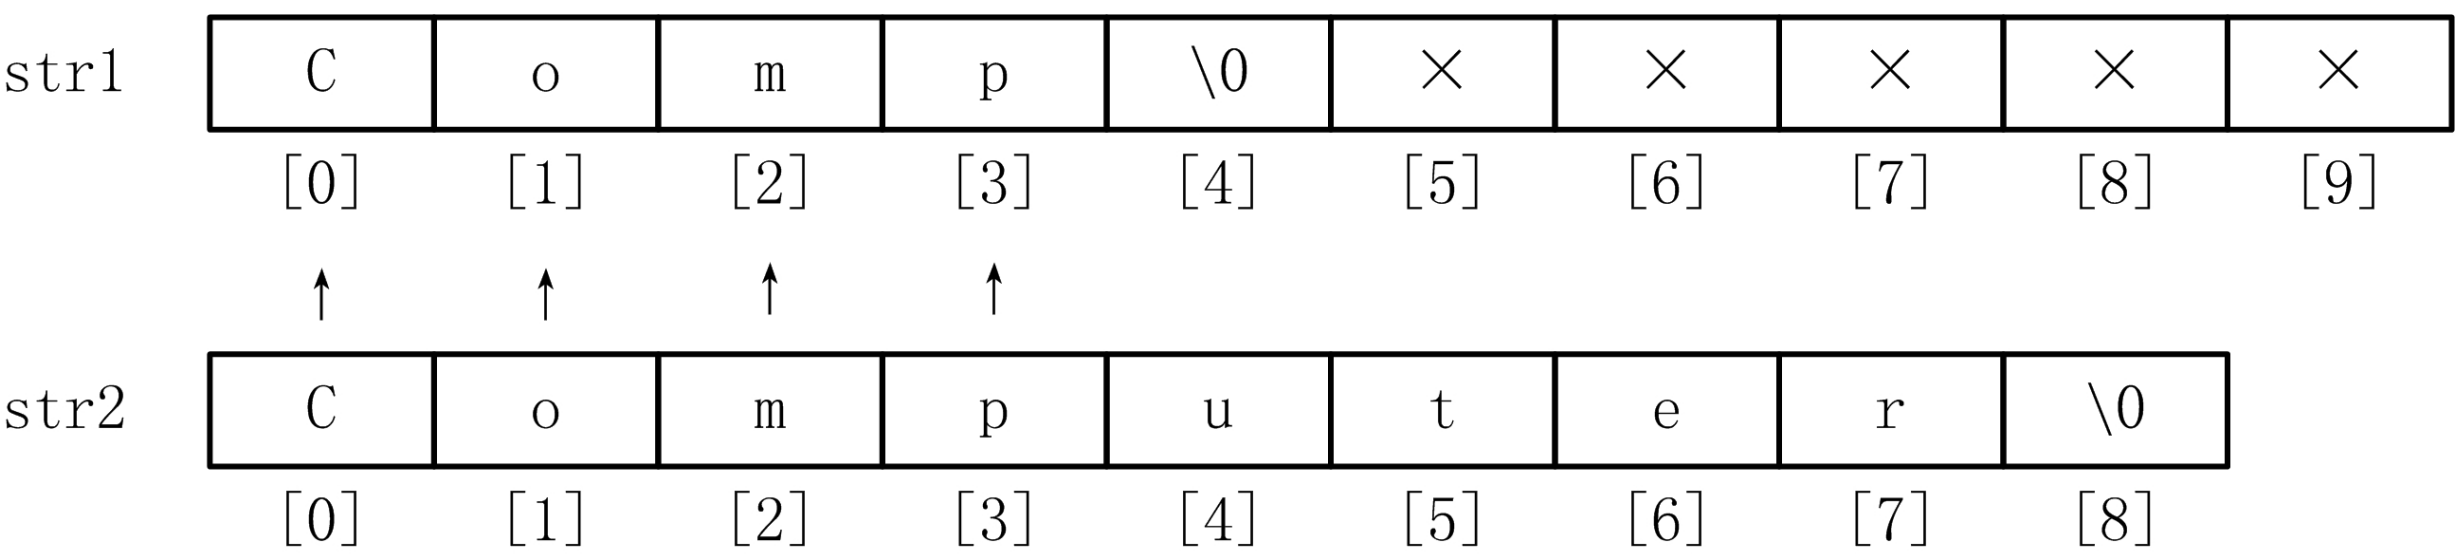 str1 C o m p \0 × × × × ×
[0] [1] [2] [3] [4] [5] [6] [7] [8] [9]
↑ ↑ ↑ ↑
str2 C o m p u t e r \0
[0] [1] [2] [3] [4] [5] [6] [7] [8]